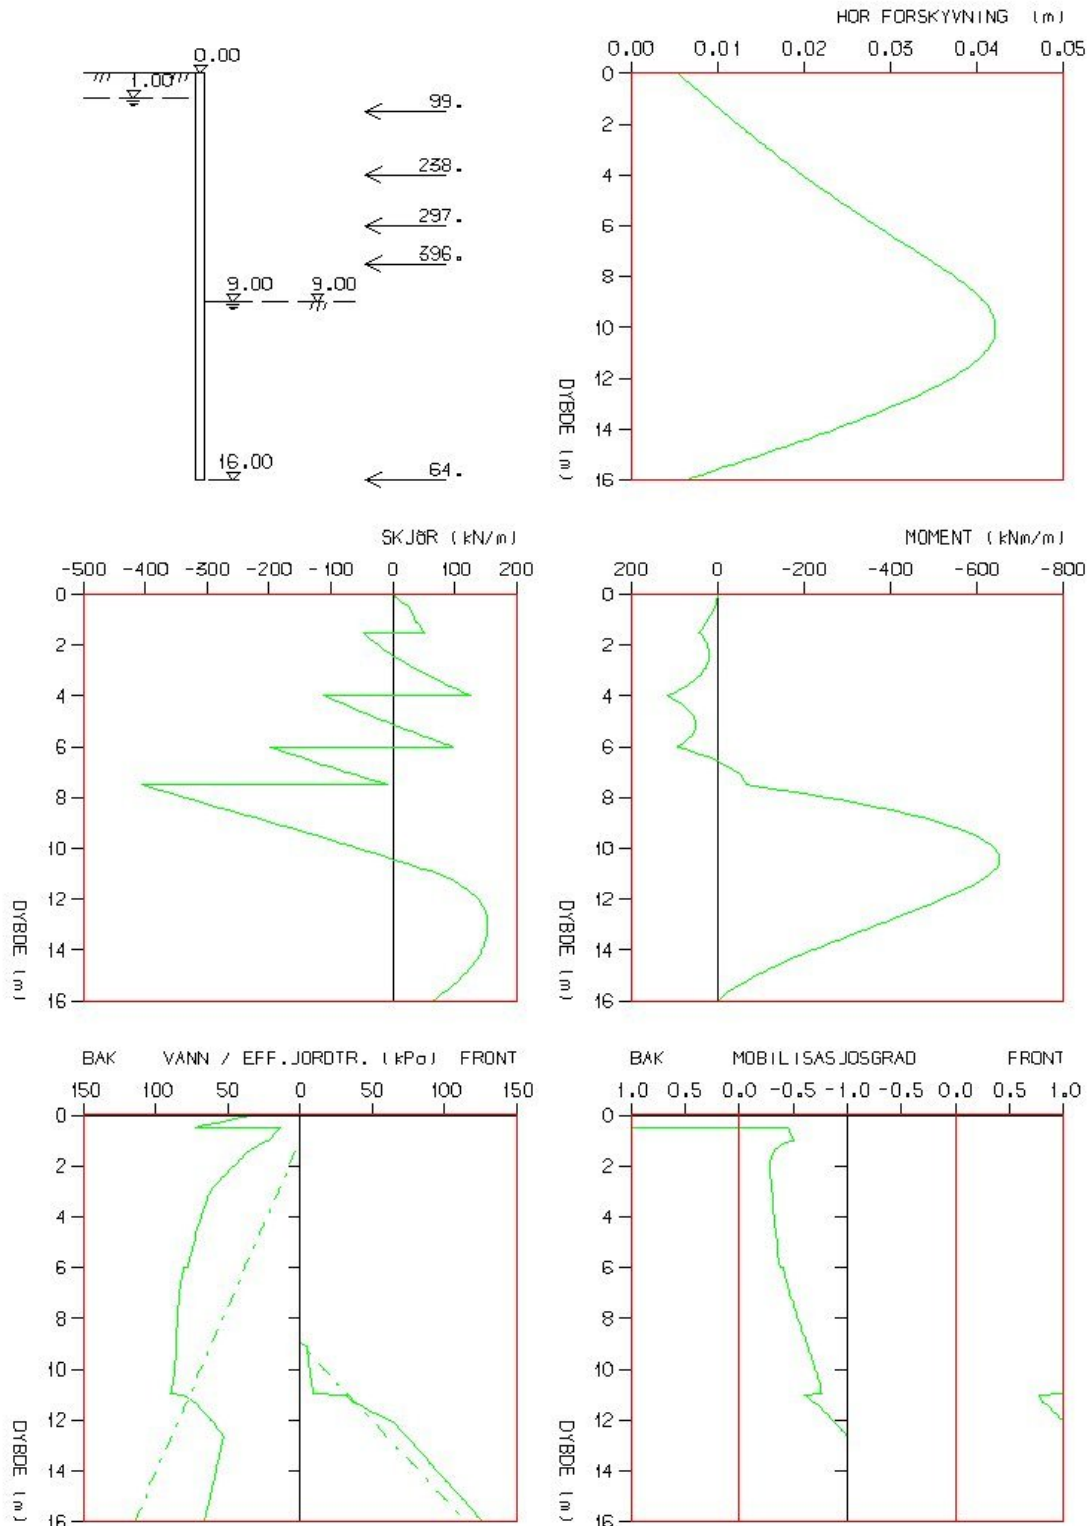 HOR FORSKYVNING (m)
0.00 0.01 0.02 0.03 0.04 0.05
0 2 4 6 8 10 12 14 16
DYBDE (m)
0.00
1.00
99.
238.
297.
396.
9.00 9.00
16.00
64.
SKJÆR (kN/m)
-500 -400 -300 -200 -100 0 100 200
0 2 4 6 8 10 12 14 16
DYBDE (m)
MOMENT (kNm/m)
200 0 -200 -400 -600 -800
0 2 4 6 8 10 12 14 16
DYBDE (m)
BAK VANN / EFF.JORDTR. (kPa) FRONT
150 100 50 0 50 100 150
0 2 4 6 8 10 12 14 16
DYBDE (m)
BAK MOBILISASJOSGRAD FRONT
1.0 0.5 0.0 -0.5 -1.0 -0.5 0.0 0.5 1.0
0 2 4 6 8 10 12 14 16
DYBDE (m)